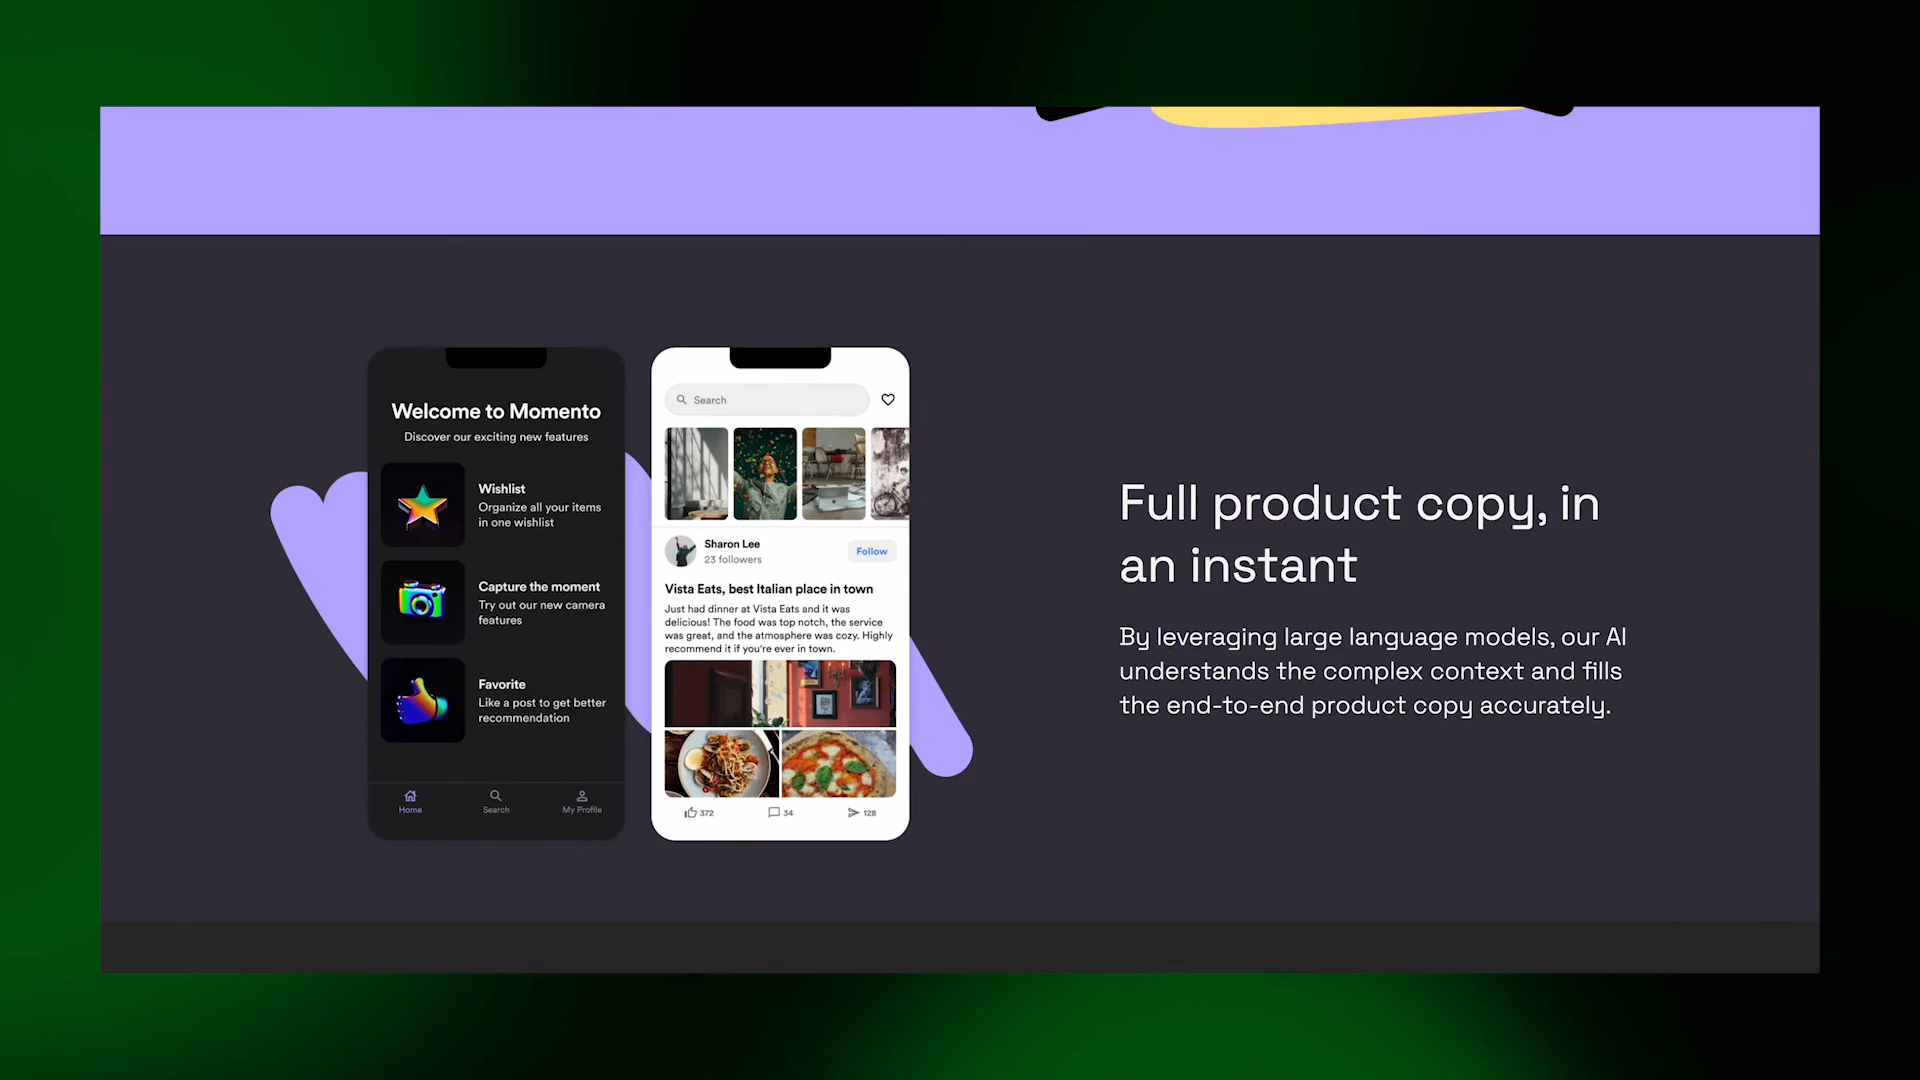 Welcome to Momento
Discover our exciting new features
Wishlist
Organize all your items
in one wishlist
Capture the moment
Try out our new camera
features
Favorite
Like a post to get better
recommendation
Home
Search
My Profile
Search
Sharon Lee
23 followers
Follow
Vista Eats, best Italian place in town
Just had dinner at Vista Eats and it was
delicious! The food was top notch, the service
was great, and the atmosphere was cozy. Highly
recommend it if you're ever in town.
372
34
128
Full product copy, in
an instant
By leveraging large language models, our AI
understands the complex context and fills
the end-to-end product copy accurately.